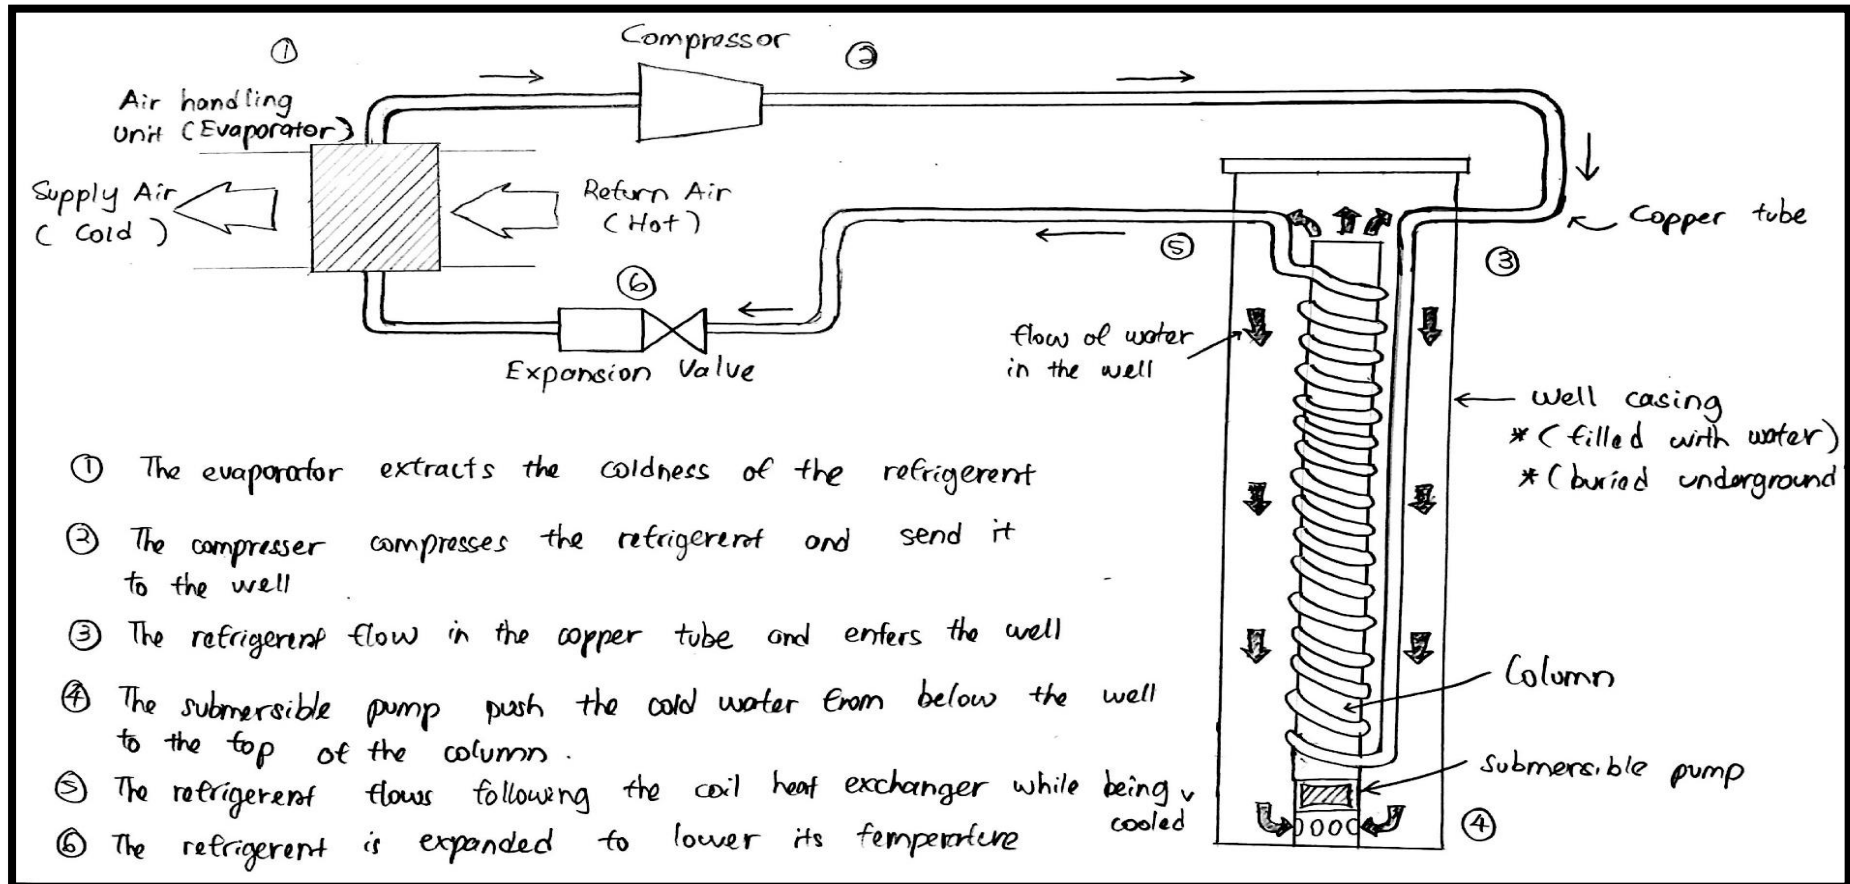 ①
Compressor
②
Air handling
Unit (Evaporator)
Supply Air
( Cold )
Return Air
( Hot )
Copper tube
⑤
③
⑥
flow of water
in the well
Expansion Valve
well casing
* ( filled with water)
* ( buried underground
① The evaporator extracts the coldness of the refrigerent
② The compresser compresses the refrigerent and send it
to the well
③ The refrigerent flow in the copper tube and enters the well
④ The submersible pump push the cold water from below the well
to the top of the column.
Column
submersible pump
⑤ The refrigerent flows following the coil heat exchanger while being
cooled
④
⑥ The refrigerent is expanded to lower its temperature